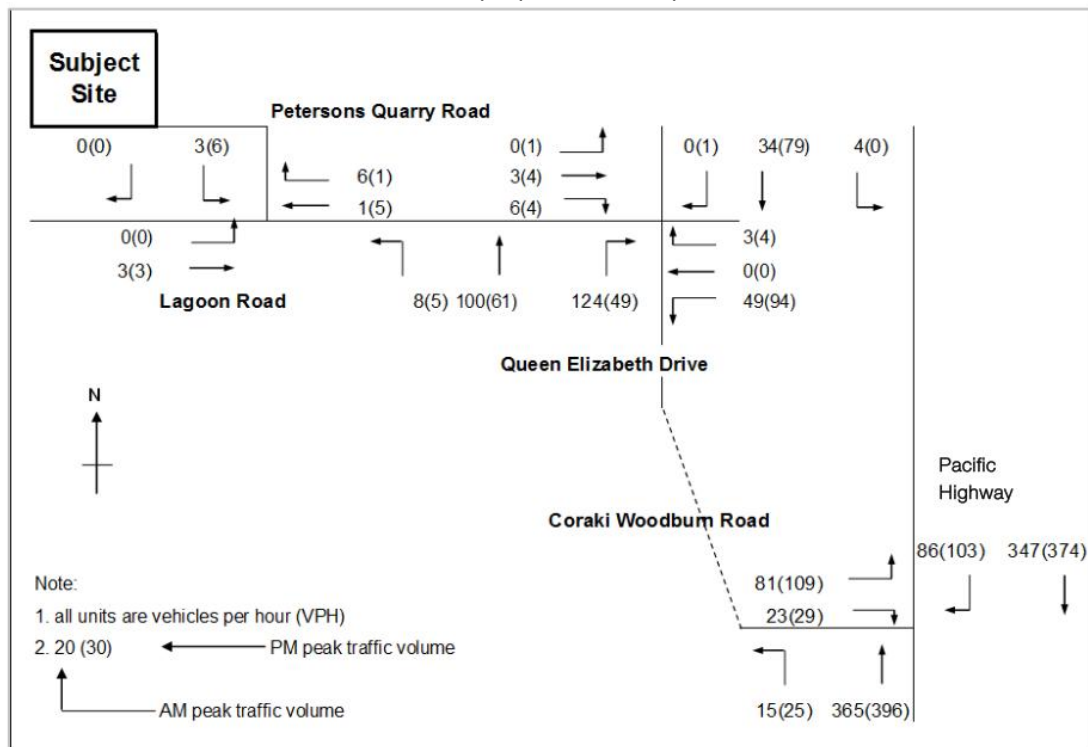 Subject
Site
Petersons Quarry Road
0(0) 3(6) 0(1) 0(1) 34(79) 4(0)
6(1) 3(4)
1(5) 6(4)
0(0) 3(4)
3(3) 0(0)
Lagoon Road 8(5) 100(61) 124(49) 49(94)
Queen Elizabeth Drive
N
Pacific
Highway
Coraki Woodburn Road
86(103) 347(374)
81(109)
23(29)
Note:
1. all units are vehicles per hour (VPH)
2. 20 (30) PM peak traffic volume
AM peak traffic volume
15(25) 365(396)